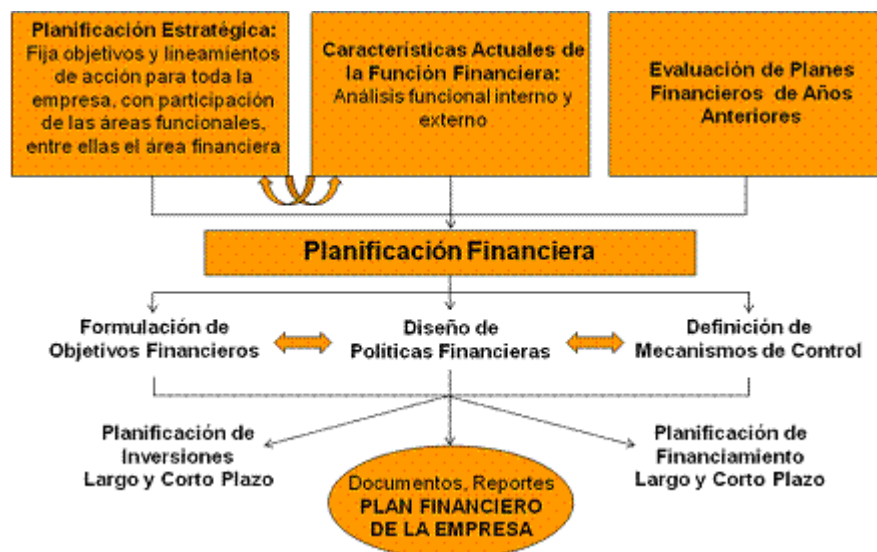 Planificación Estratégica:
Fija objetivos y lineamientos
de acción para toda la
empresa, con participación
de las áreas funcionales,
entre ellas el área financiera
Características Actuales de
la Función Financiera:
Análisis funcional interno y
externo
Evaluación de Planes
Financieros de Años
Anteriores
Planificación Financiera
Formulación de
Objetivos Financieros
Diseño de
Políticas Financieras
Definición de
Mecanismos de Control
Planificación de
Inversiones
Largo y Corto Plazo
Documentos, Reportes
PLAN FINANCIERO
DE LA EMPRESA
Planificación de
Financiamiento
Largo y Corto Plazo